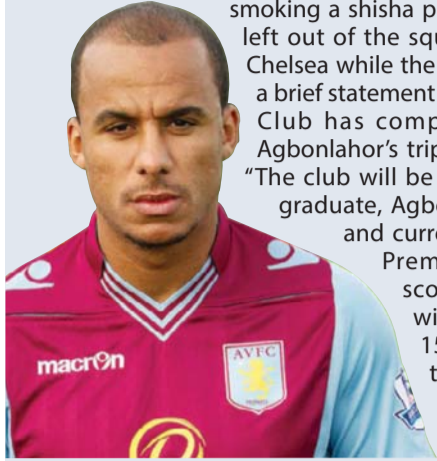 smoking a shisha p
left out of the squ
Chelsea while the
a brief statement
Club has comp
Agbonlahor's trip
"The club will be
graduate, Agb
and curre
Prem
sco
wi
15
t
macron
AVFC